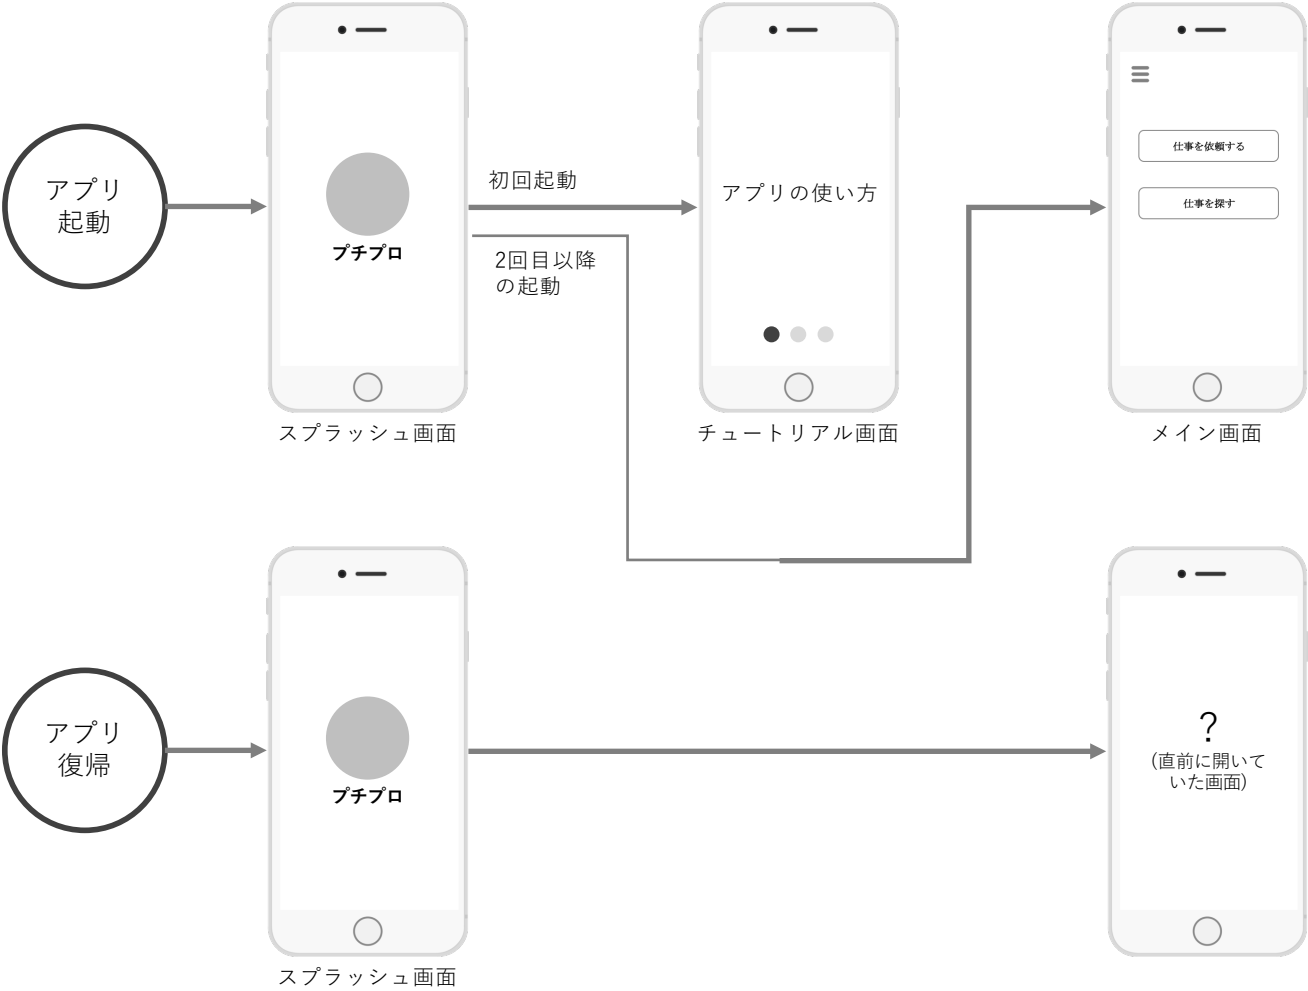 アプリ
起動
プチプロ
スプラッシュ画面
初回起動
2回目以降
の起動
アプリの使い方
チュートリアル画面
仕事を依頼する
仕事を探す
メイン画面
アプリ
復帰
プチプロ
スプラッシュ画面
?
(直前に開いて
いた画面)